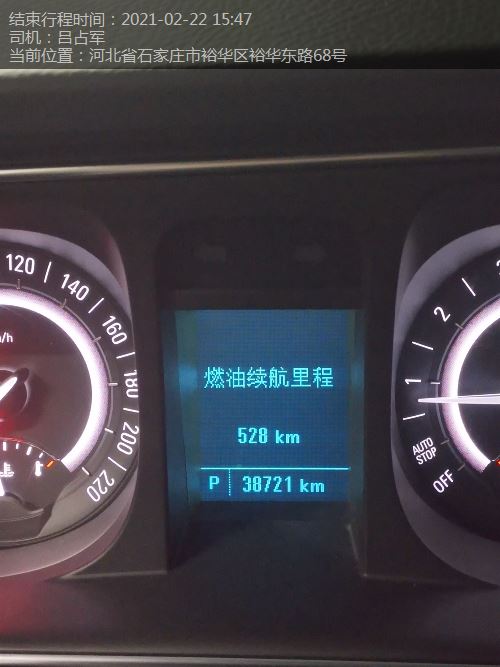 结束行程时间：2021-02-22 15:47
司机：吕占军
当前位置：河北省石家庄市裕华区裕华东路68号
120
140
160
180
200
220
燃油续航里程
528 km
P 38721 km
2
1
AUTO
STOP
OFF